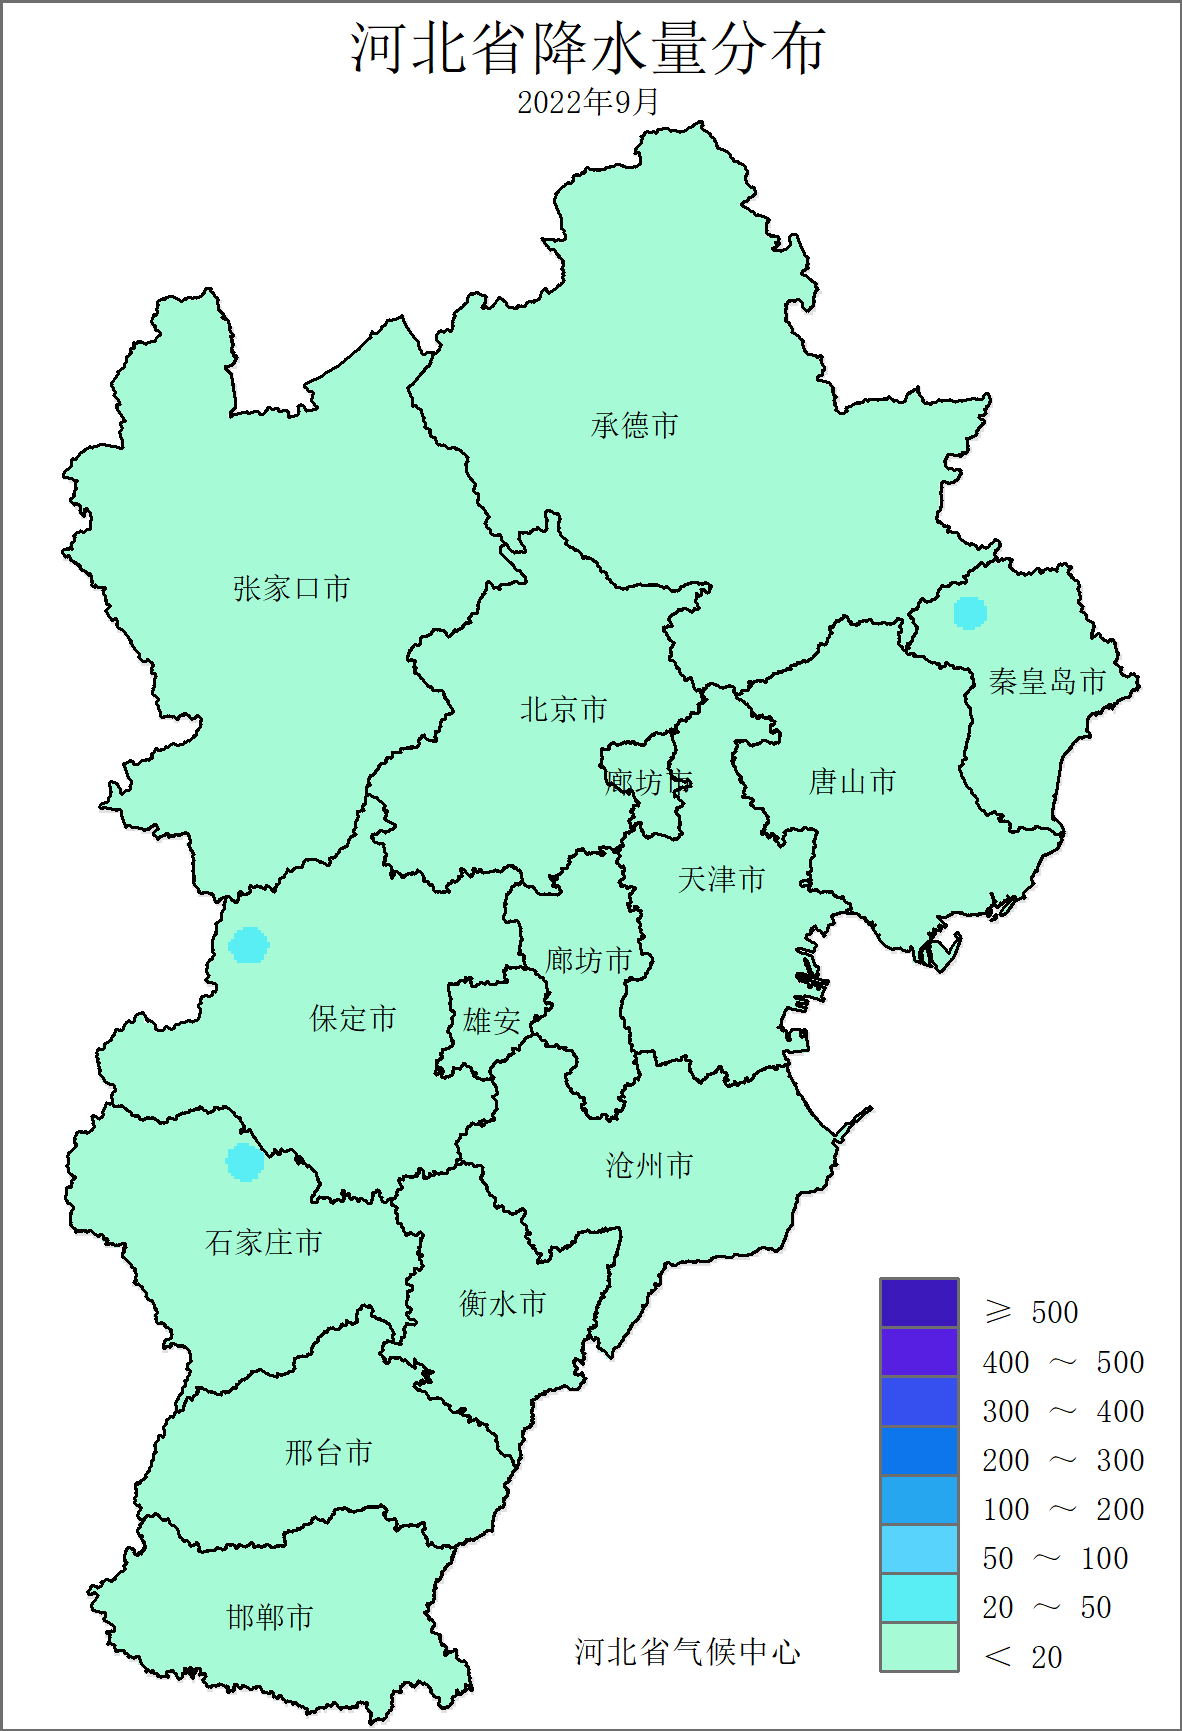 河北省降水量分布
2022年9月
承德市
张家口市
秦皇岛市
北京市
廊坊市
唐山市
天津市
廊坊市
保定市
雄安
沧州市
石家庄市
衡水市
邢台市
邯郸市
≥ 500
400 ～ 500
300 ～ 400
200 ～ 300
100 ～ 200
50 ～ 100
20 ～ 50
< 20
河北省气候中心